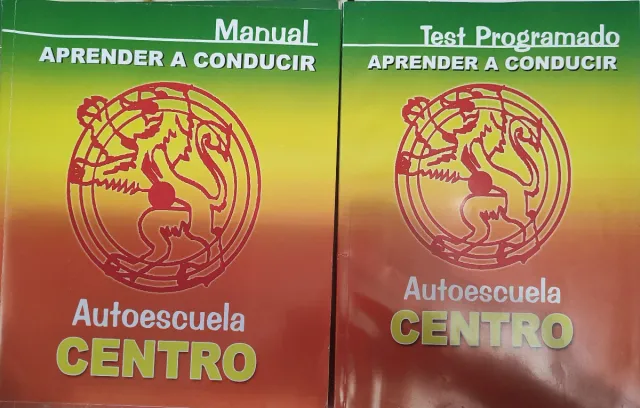 Manual
APRENDER A CONDUCIR
Autoescuela
CENTRO
Test Programado
APRENDER A CONDUCIR
Autoescuela
CENTRO